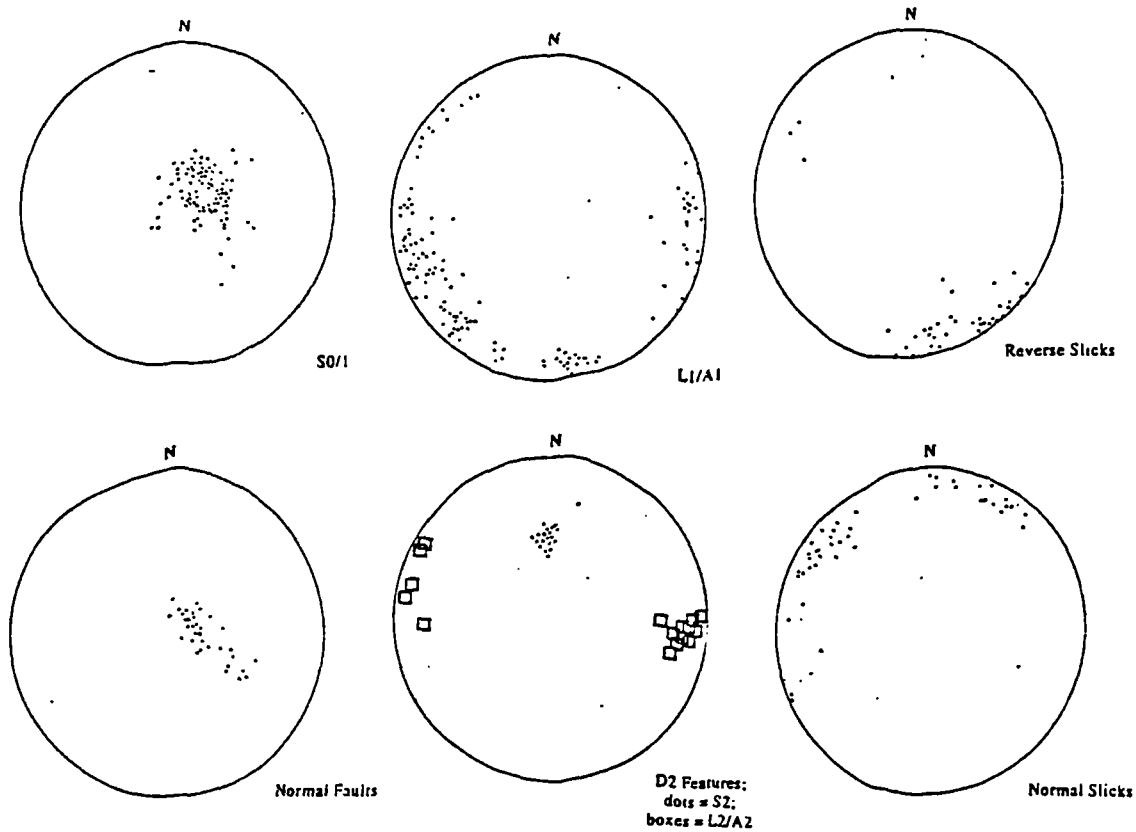 N
N
N
S0/1
L1/A1
Reverse Slicks
N
N
N
Normal Faults
D2 Features;
dots = S2;
boxes = L2/A2
Normal Slicks